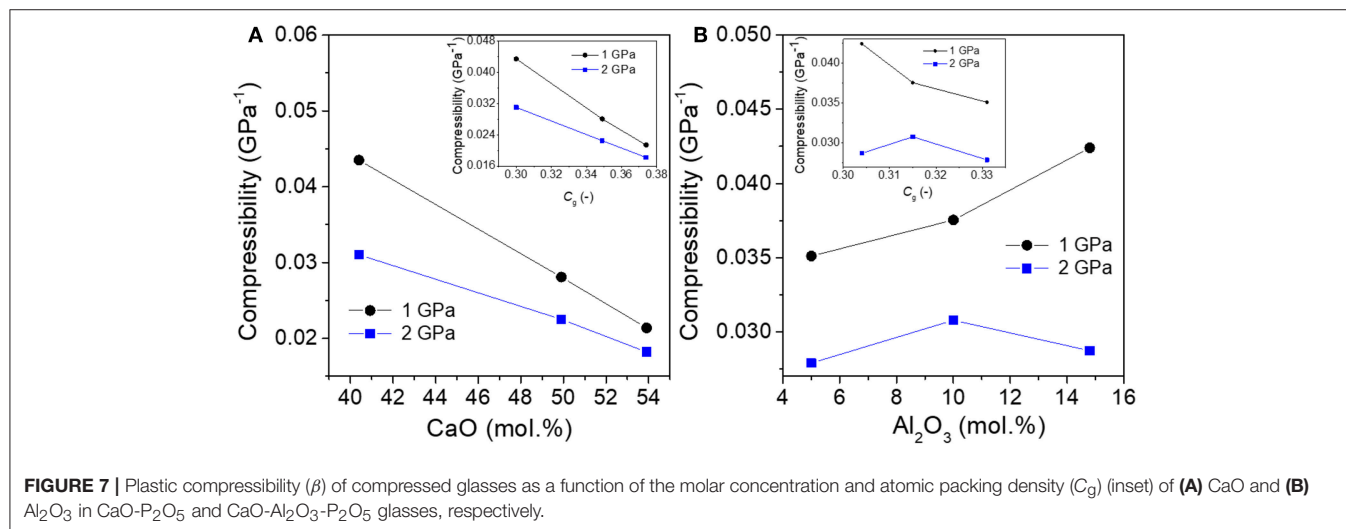 A
Compressibility (GPa⁻¹)
0.06
0.05
0.04
0.03
0.02
40 42 44 46 48 50 52 54
CaO (mol.%)
1 GPa
2 GPa
Compressibility (GPa⁻¹)
0.048
0.040
0.032
0.024
0.016
0.30 0.32 0.34 0.36 0.38
Cg (-)
1 GPa
2 GPa
B
Compressibility (GPa⁻¹)
0.050
0.045
0.040
0.035
0.030
4 6 8 10 12 14 16
Al₂O₃ (mol.%)
1 GPa
2 GPa
Compressibility (GPa⁻¹)
0.040
0.035
0.030
0.30 0.31 0.32 0.33
Cg (-)
1 GPa
2 GPa
FIGURE 7 | Plastic compressibility (β) of compressed glasses as a function of the molar concentration and atomic packing density (Cg) (inset) of (A) CaO and (B)
Al₂O₃ in CaO-P₂O₅ and CaO-Al₂O₃-P₂O₅ glasses, respectively.